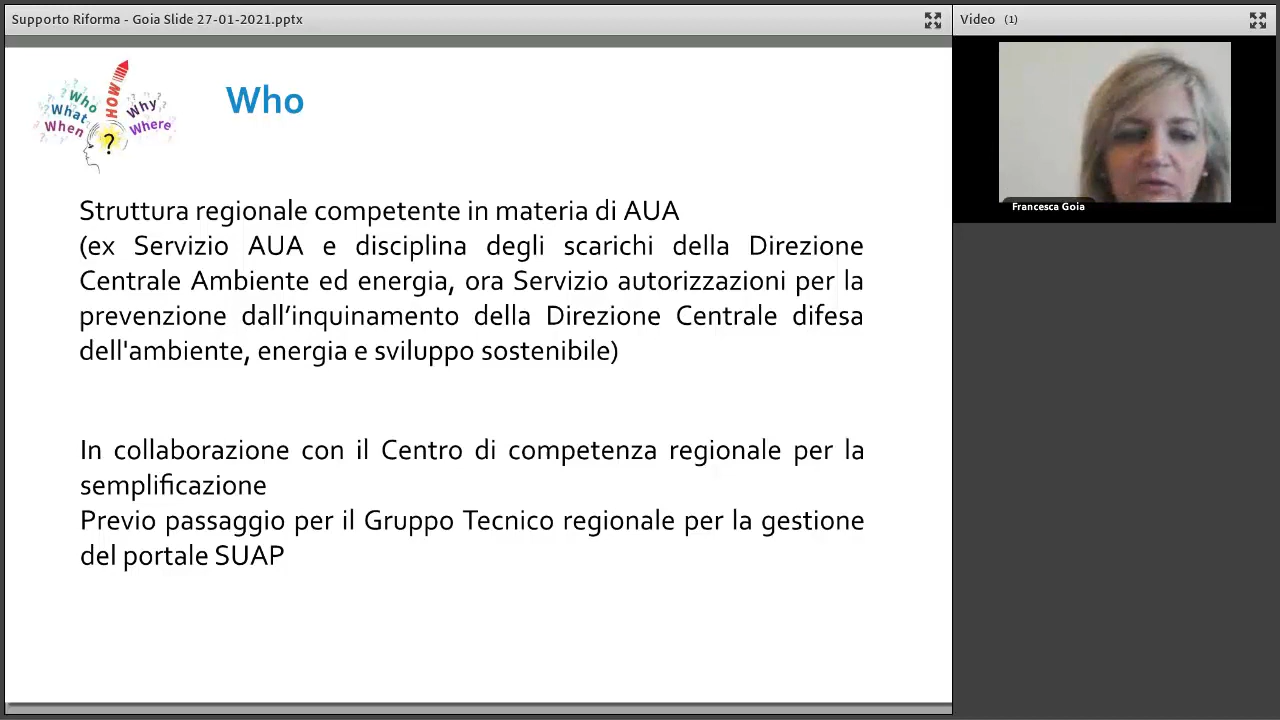 Supporto Riforma - Goia Slide 27-01-2021.pptx
Video (1)
Who
What
When
HOW
Why
Where
?
Who
Francesca Goia
Struttura regionale competente in materia di AUA
(ex Servizio AUA e disciplina degli scarichi della Direzione
Centrale Ambiente ed energia, ora Servizio autorizzazioni per la
prevenzione dall’inquinamento della Direzione Centrale difesa
dell'ambiente, energia e sviluppo sostenibile)
In collaborazione con il Centro di competenza regionale per la
semplificazione
Previo passaggio per il Gruppo Tecnico regionale per la gestione
del portale SUAP